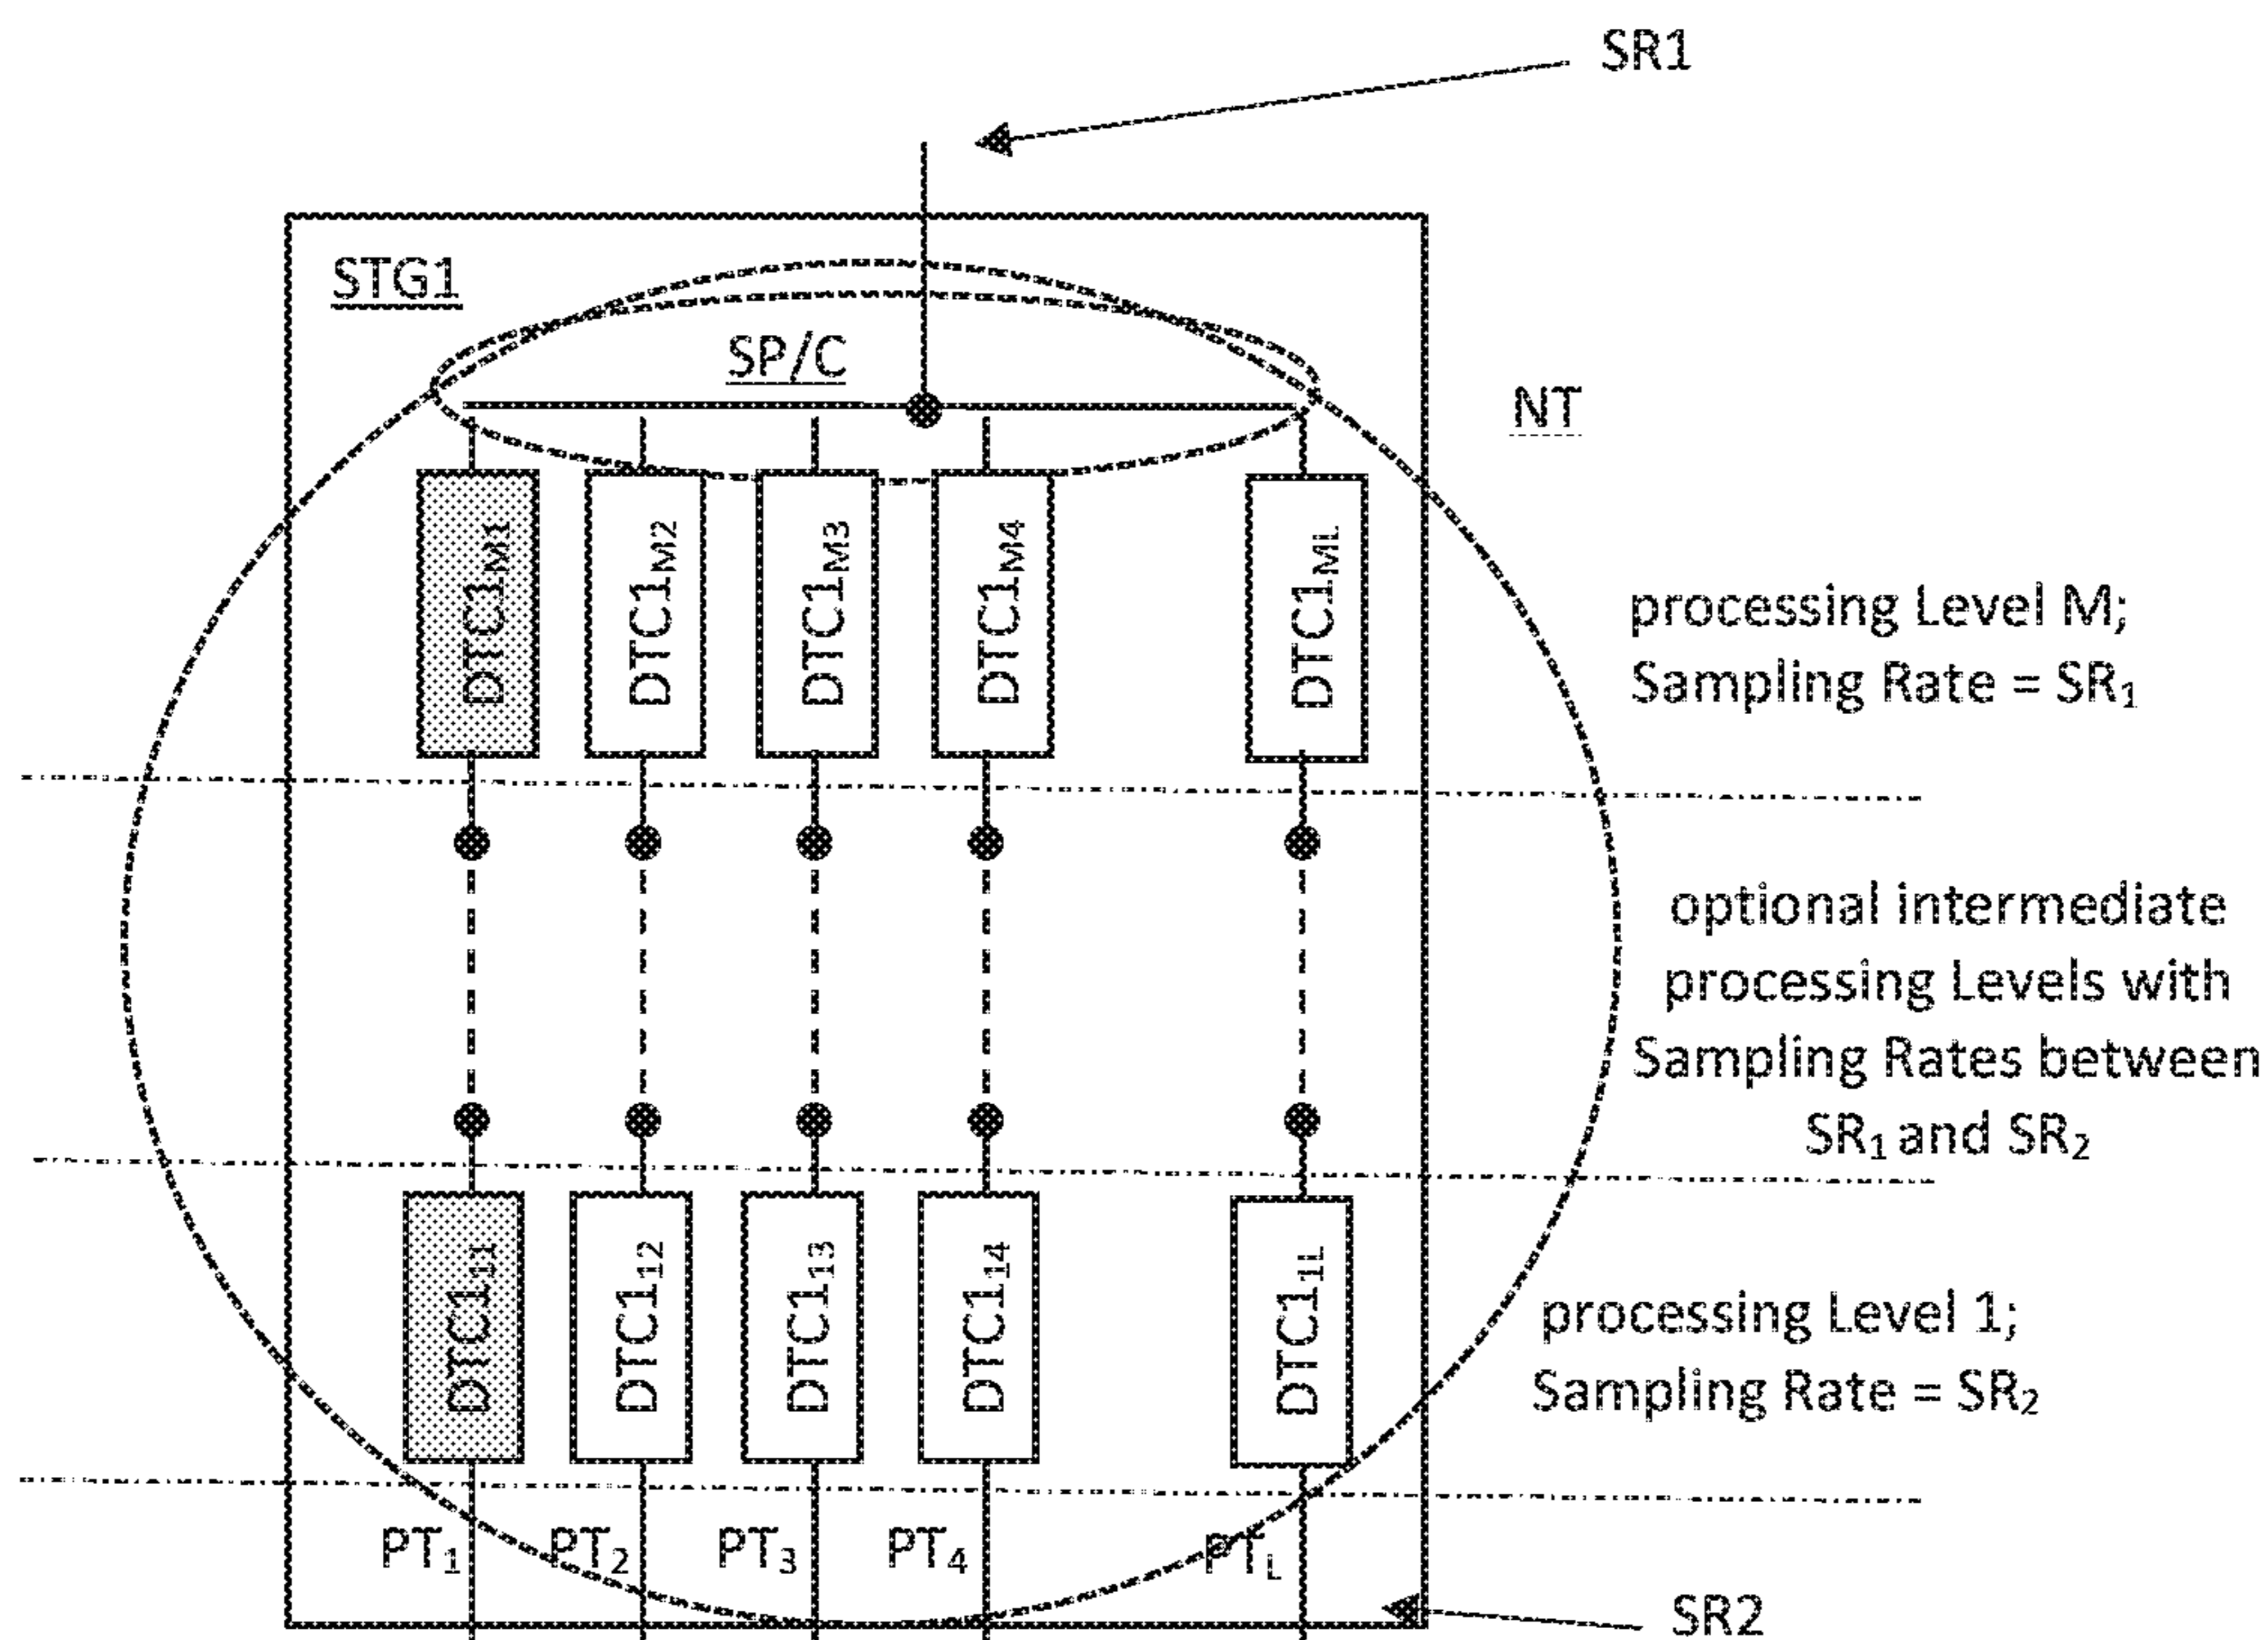 SR1
STG1
SP/C
NT
DTC1M1
DTC1M2
DTC1M3
DTC1M4
DTC1ML
processing Level M;
Sampling Rate = SR₁
optional intermediate
processing Levels with
Sampling Rates between
SR₁ and SR₂
DTC1₁₁
DTC1₁₂
DTC1₁₃
DTC1₁₄
DTC1₁L
processing Level 1;
Sampling Rate = SR₂
PT₁
PT₂
PT₃
PT₄
PTL
SR2